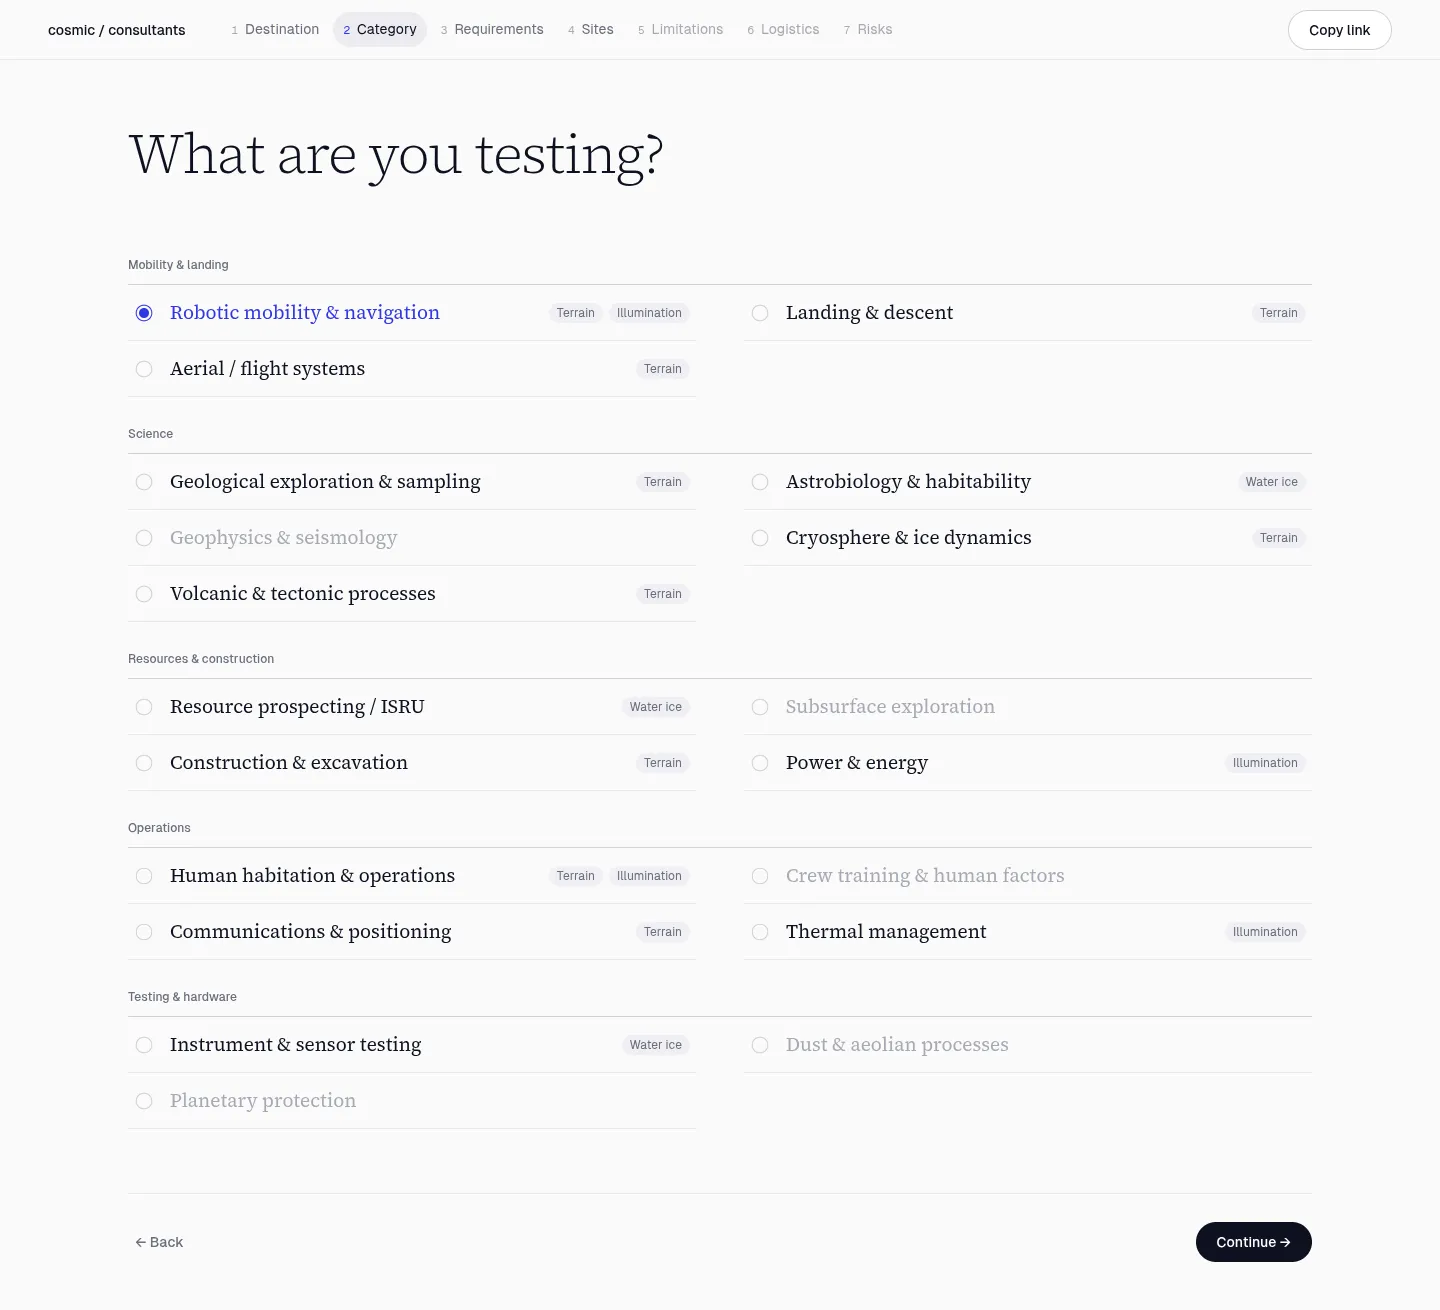 cosmic / consultants 1 Destination 2 Category 3 Requirements 4 Sites 5 Limitations 6 Logistics 7 Risks Copy link
What are you testing?
Mobility & landing
Robotic mobility & navigation Terrain Illumination Landing & descent Terrain
Aerial / flight systems Terrain
Science
Geological exploration & sampling Terrain Astrobiology & habitability Water ice
Geophysics & seismology Cryosphere & ice dynamics Terrain
Volcanic & tectonic processes Terrain
Resources & construction
Resource prospecting / ISRU Water ice Subsurface exploration
Construction & excavation Terrain Power & energy Illumination
Operations
Human habitation & operations Terrain Illumination Crew training & human factors
Communications & positioning Terrain Thermal management Illumination
Testing & hardware
Instrument & sensor testing Water ice Dust & aeolian processes
Planetary protection
← Back Continue →